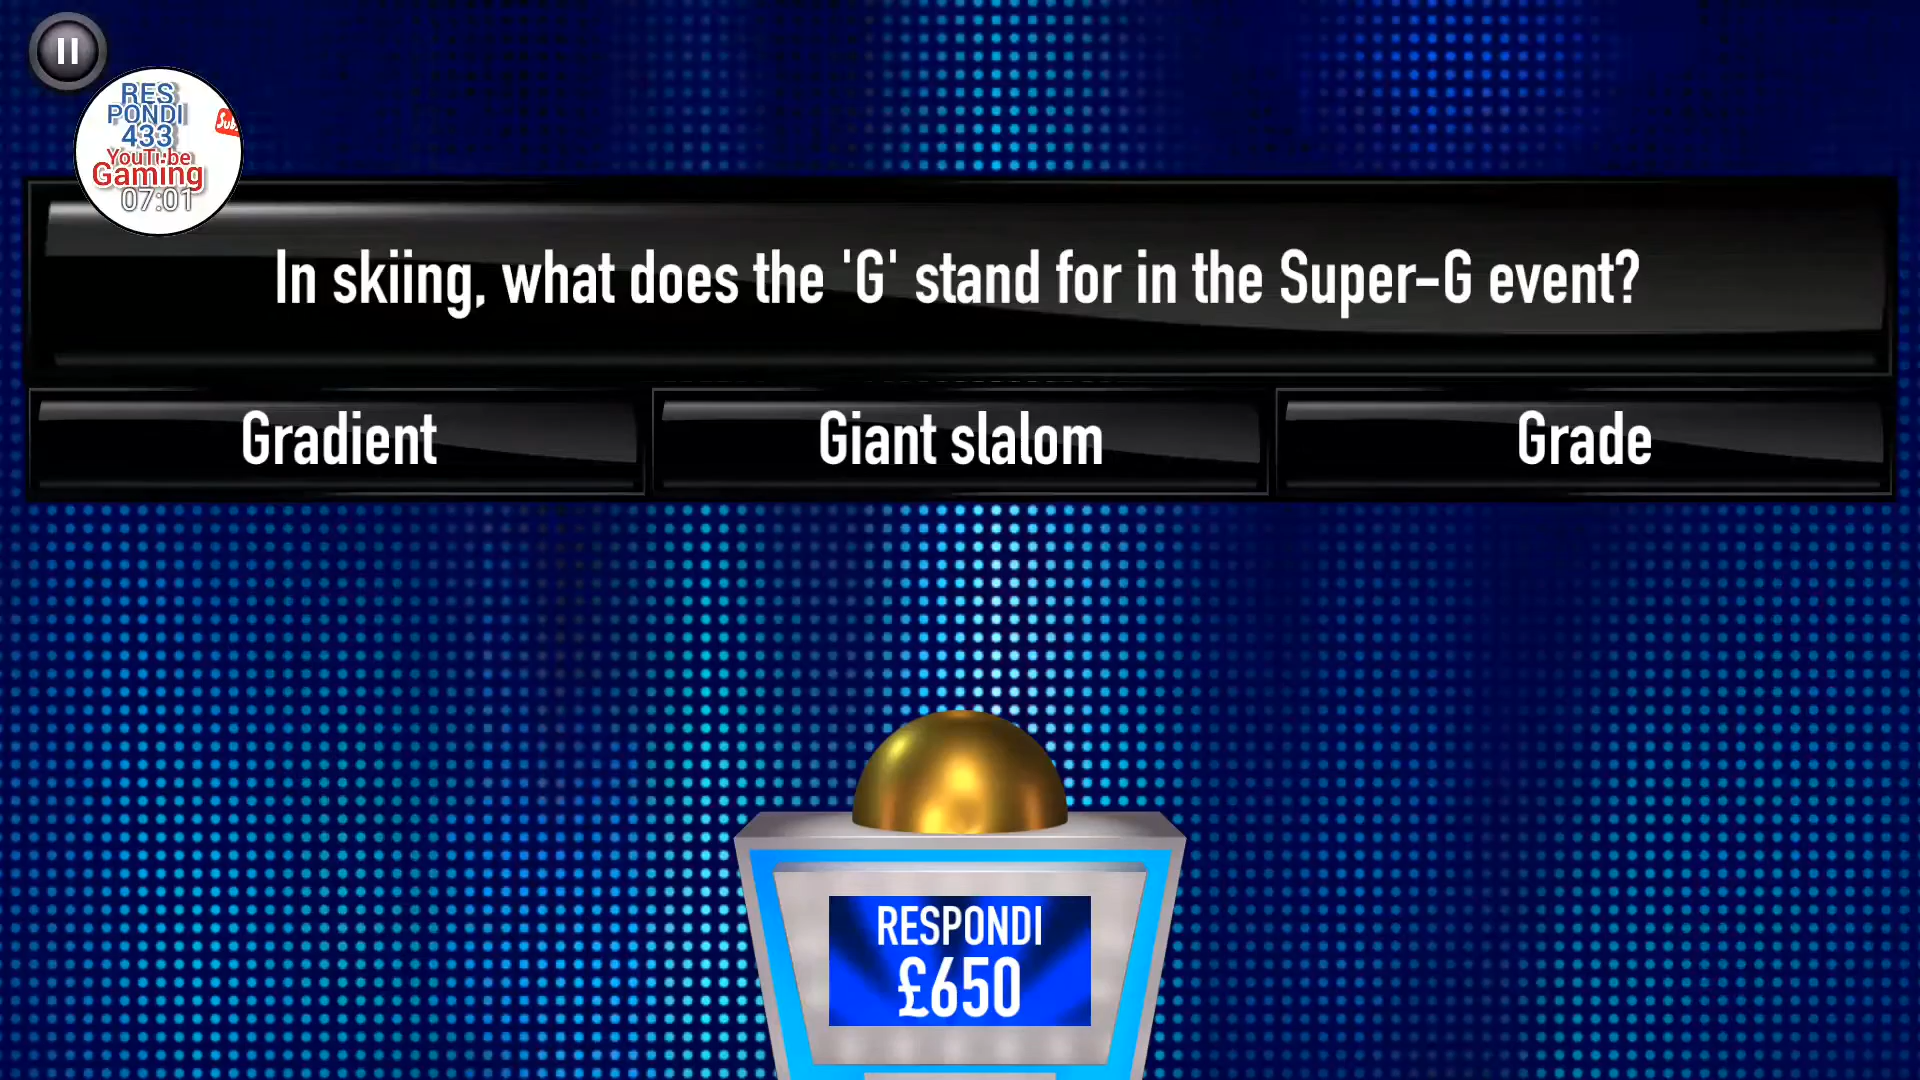 RES
PONDI
433
YouTube
Gaming
07:01
Sub
In skiing, what does the 'G' stand for in the Super-G event?
Gradient
Giant slalom
Grade
RESPONDI
£650